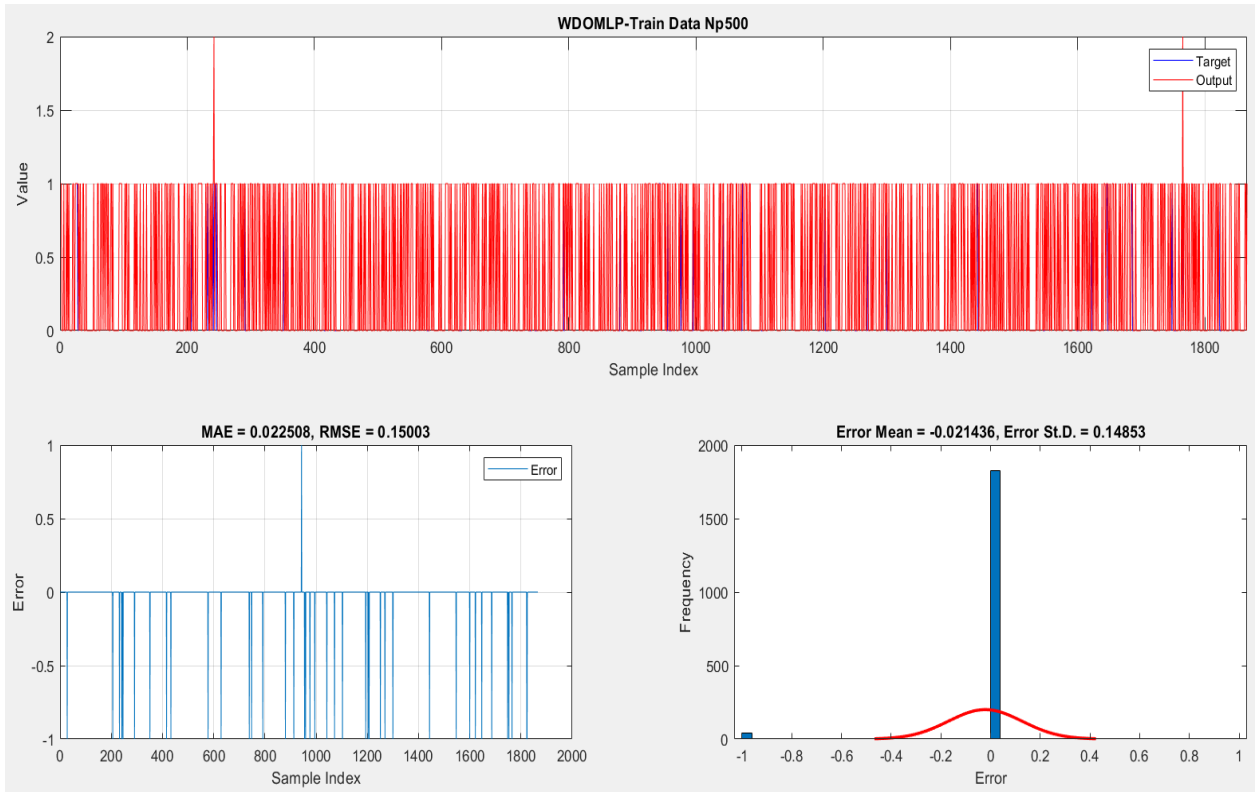 WDOMLP-Train Data Np500
2
1.5
1
0.5
0
Value
Target
Output
0 200 400 600 800 1000 1200 1400 1600 1800
Sample Index
MAE = 0.022508, RMSE = 0.15003
1
0.5
0
-0.5
-1
Error
Error
0 200 400 600 800 1000 1200 1400 1600 1800 2000
Sample Index
Error Mean = -0.021436, Error St.D. = 0.14853
2000
1500
1000
500
0
Frequency
-1 -0.8 -0.6 -0.4 -0.2 0 0.2 0.4 0.6 0.8 1
Error